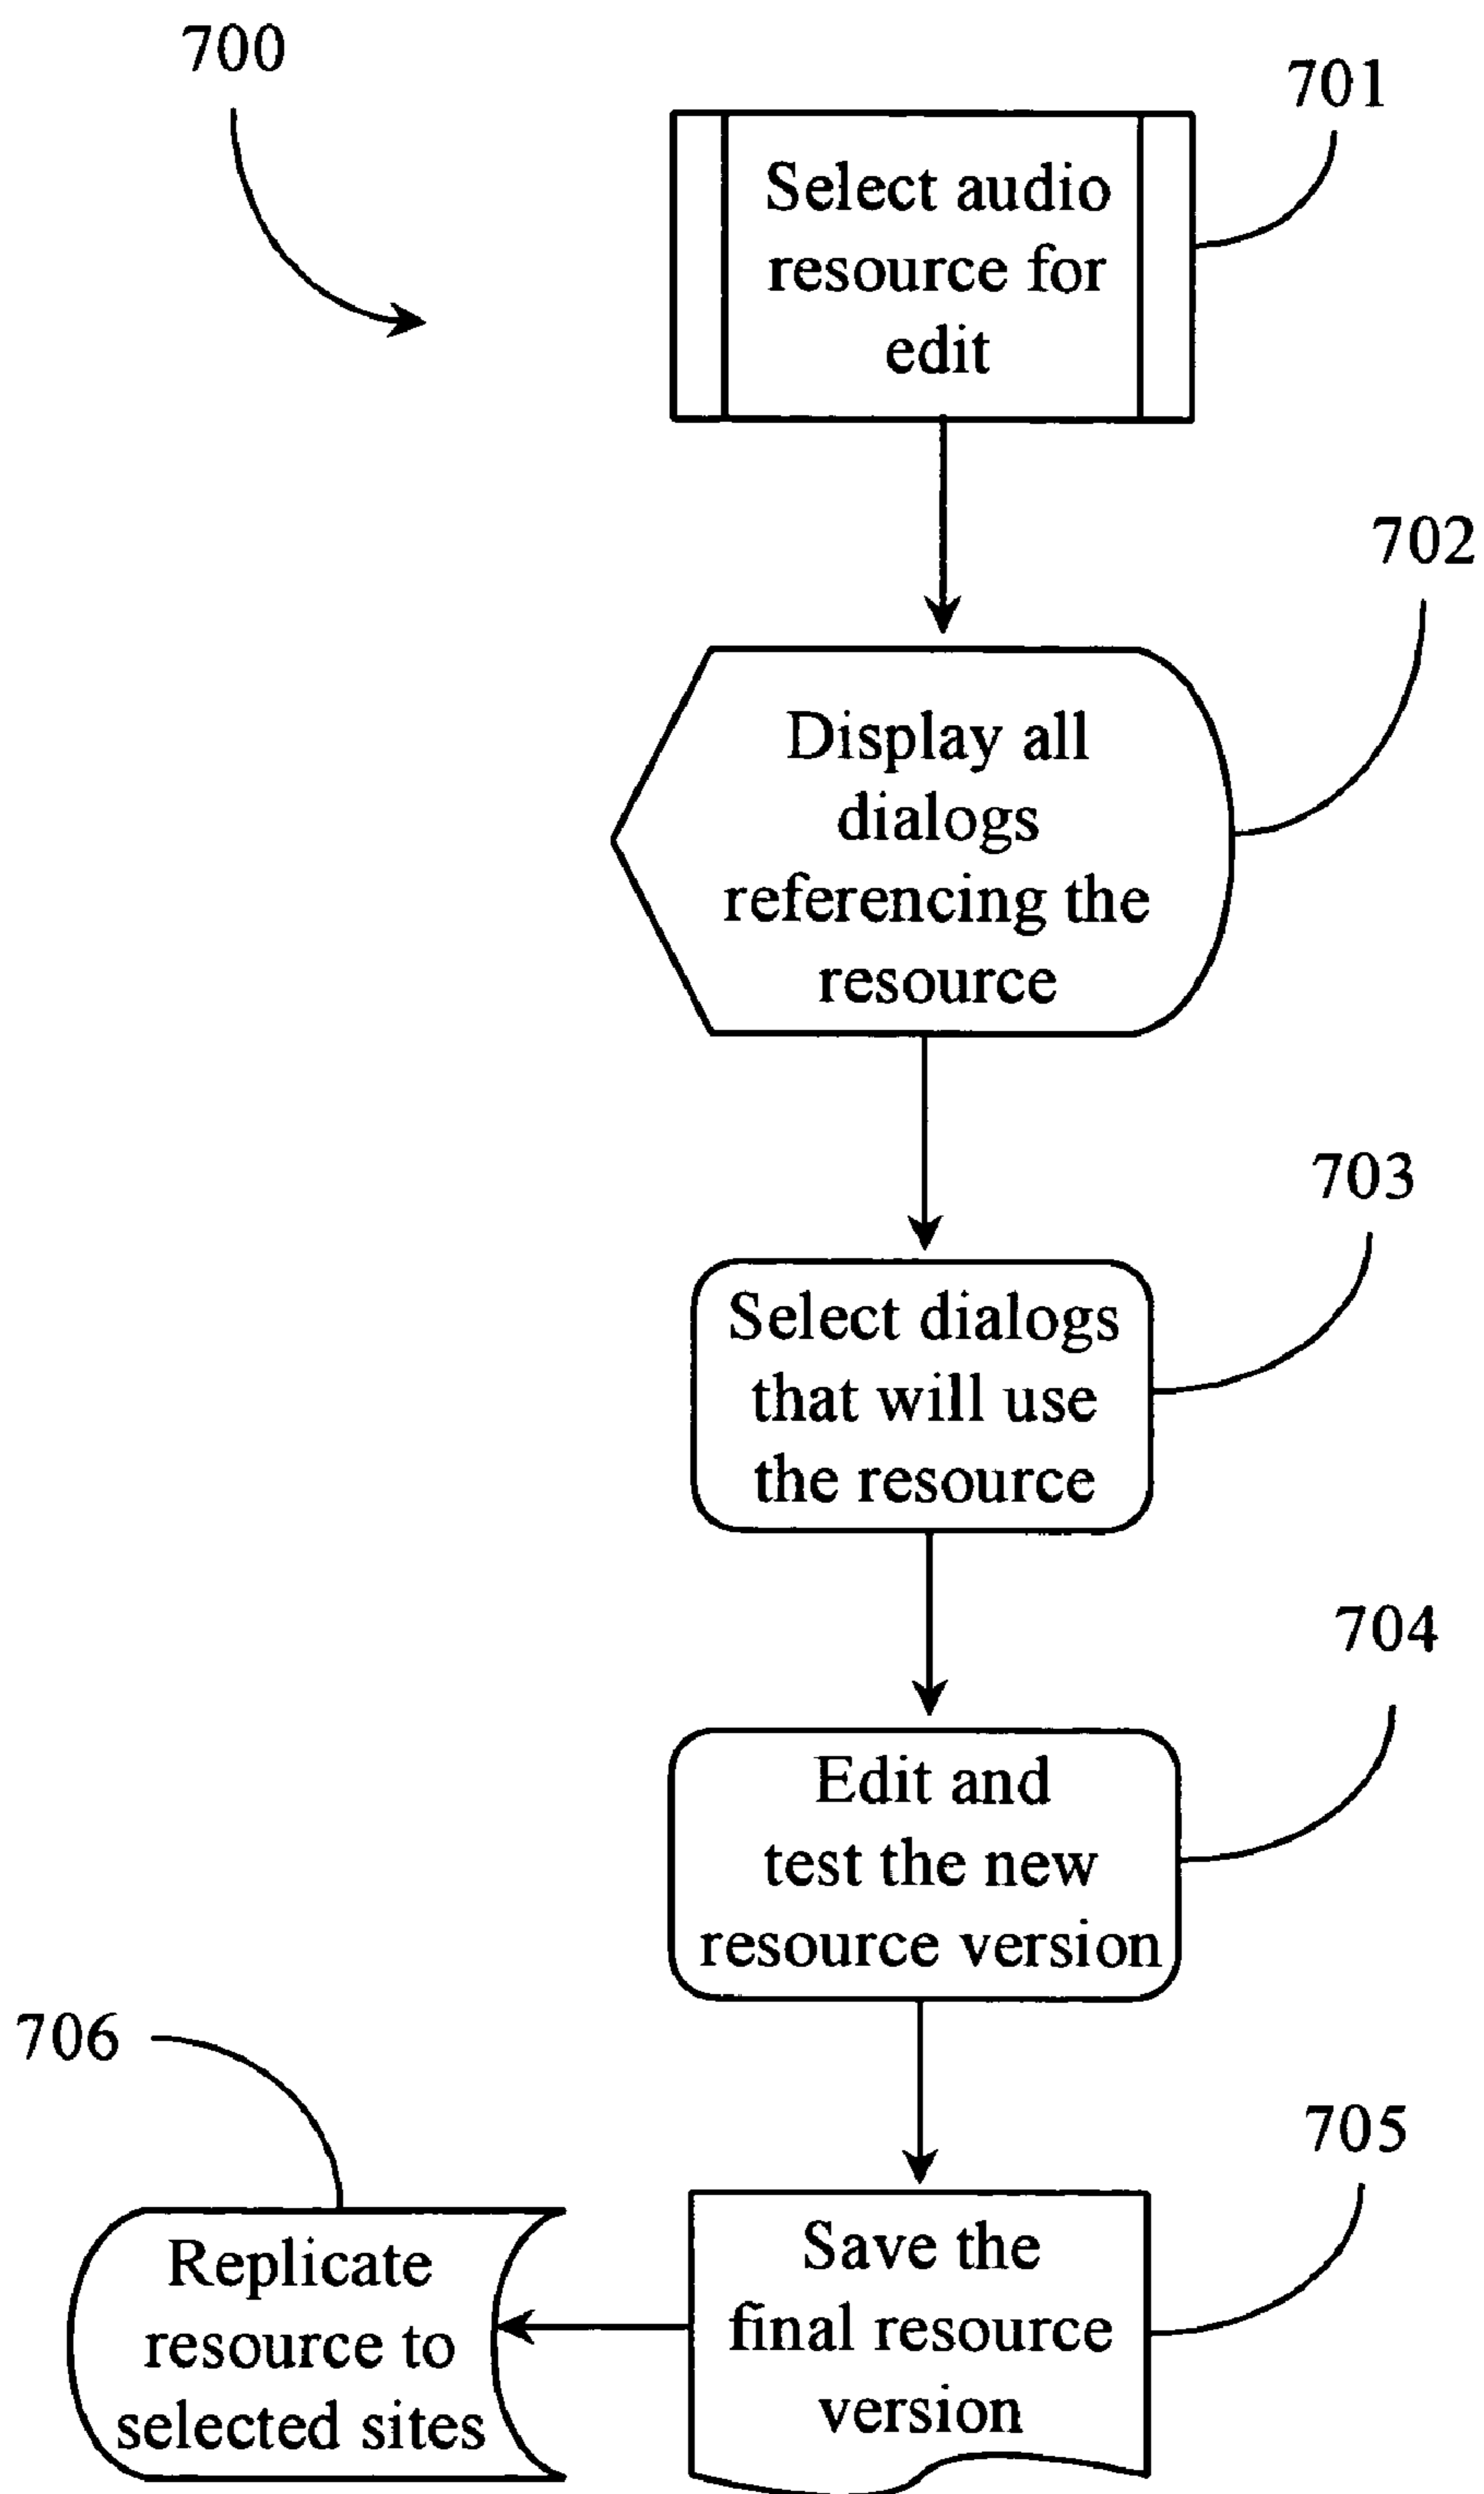 700
701
Select audio
resource for
edit
702
Display all
dialogs
referencing the
resource
703
Select dialogs
that will use
the resource
704
Edit and
test the new
resource version
706
705
Replicate
resource to
selected sites
Save the
final resource
version